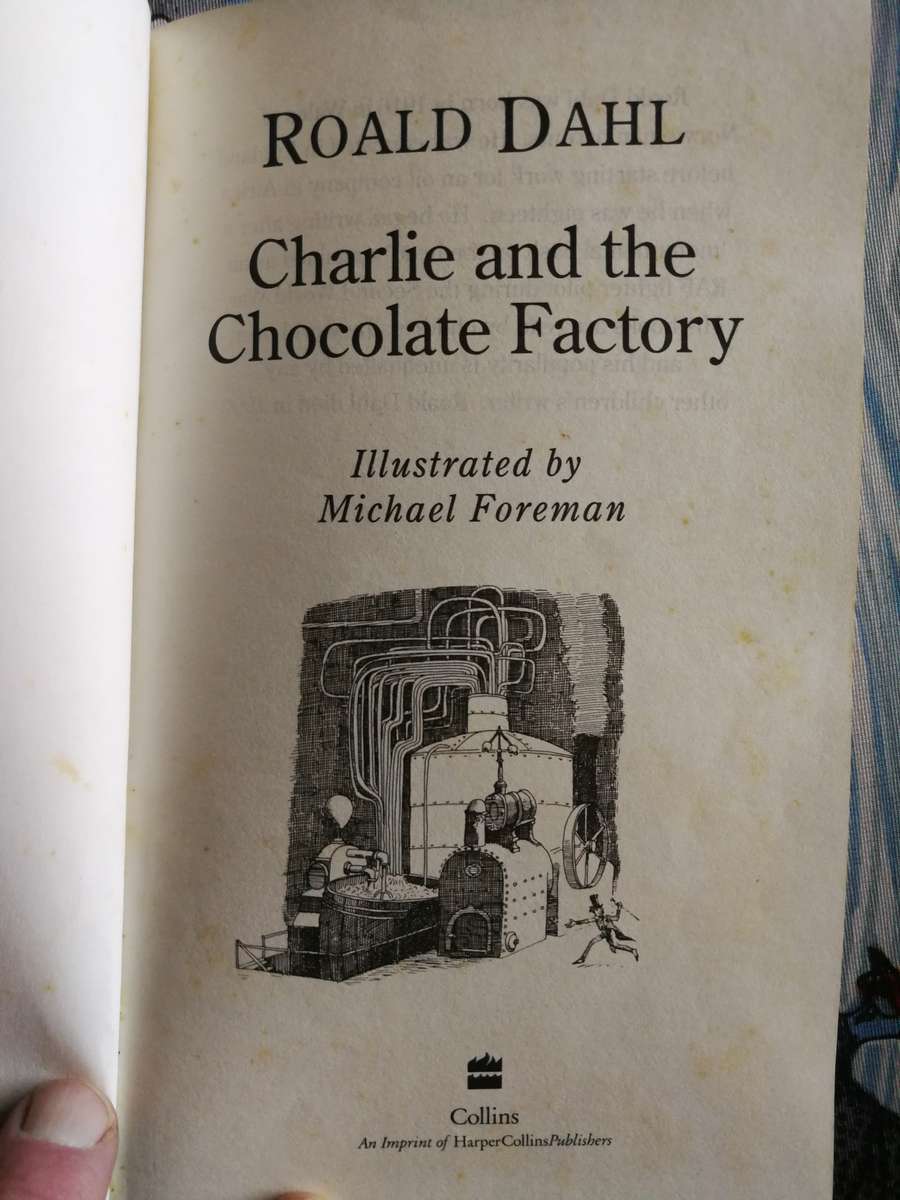 ROALD DAHL
Charlie and the
Chocolate Factory
Illustrated by
Michael Foreman
Collins
An Imprint of HarperCollinsPublishers